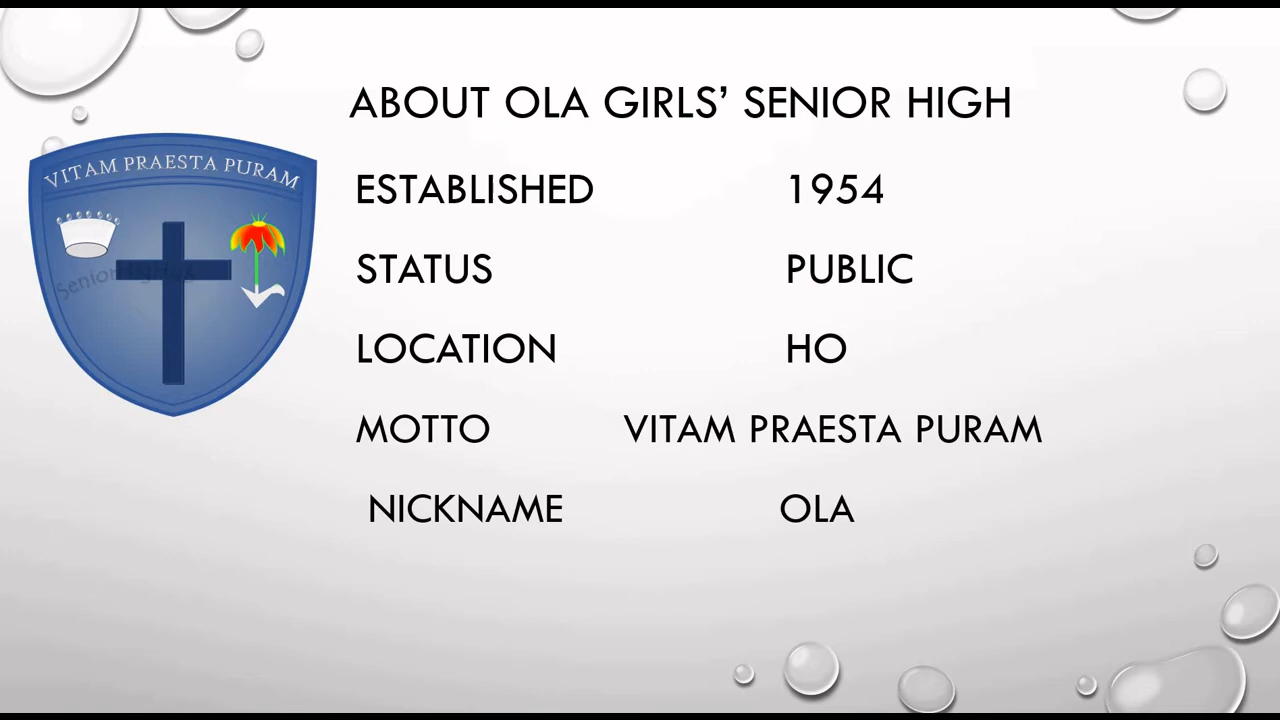 ABOUT OLA GIRLS’ SENIOR HIGH
VITAM PRAESTA PURAM
ESTABLISHED 1954
STATUS PUBLIC
LOCATION HO
MOTTO VITAM PRAESTA PURAM
NICKNAME OLA
Senior